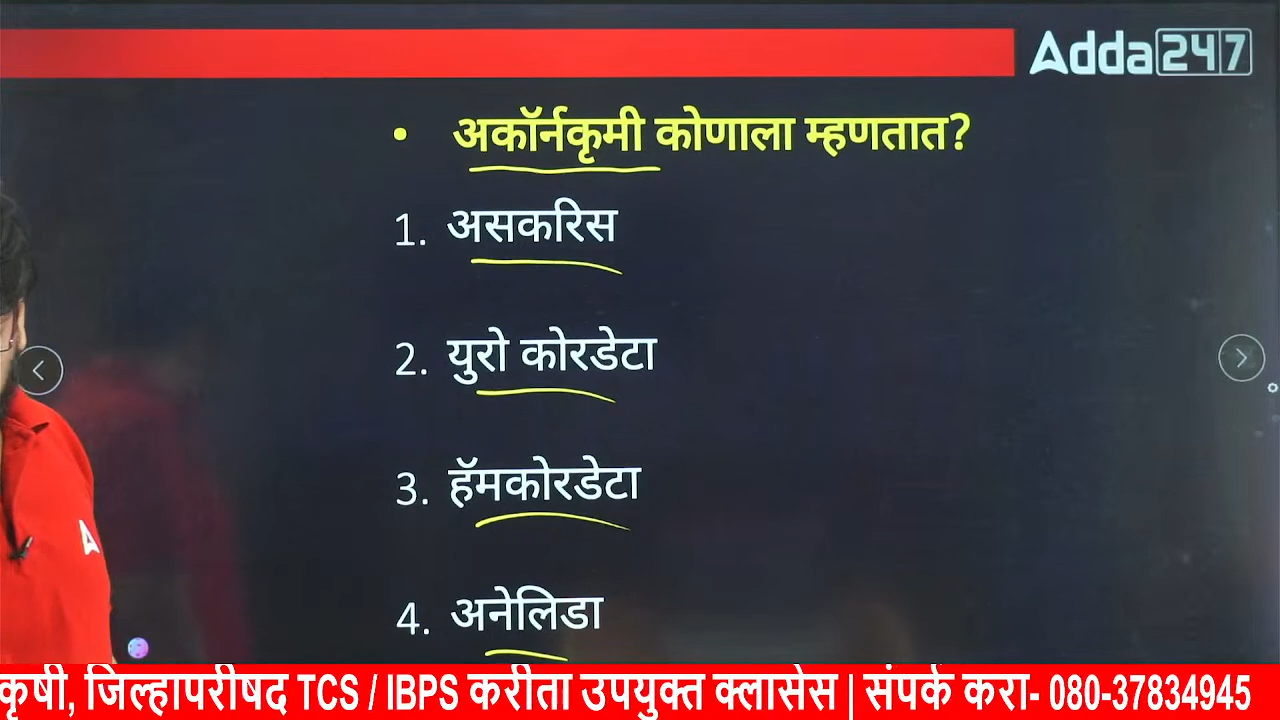 Adda247
• अकॉर्नकृमी कोणाला म्हणतात?
1. असकरिस
2. युरो कोरडेटा
3. हॅमकोरडेटा
4. अनेलिडा
कृषी, जिल्हापरीषद TCS / IBPS करीता उपयुक्त क्लासेस | संपर्क करा- 080-37834945